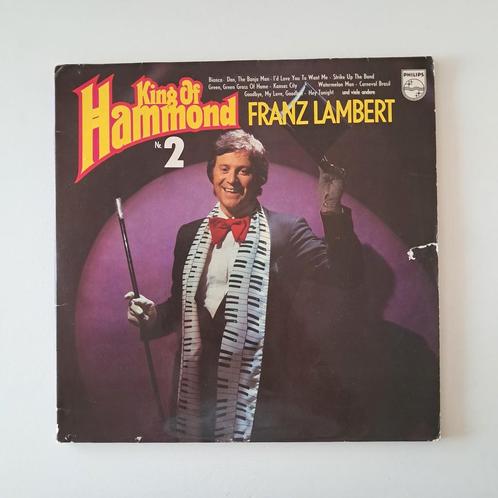 King Of
Hammond
Nr. 2
Bianca · Dan, The Banjo Man · I'd Love You To Want Me · Strike Up The Band
Green, Green Grass Of Home · Kansas City · Watermelon Man · Carneval Brasil
Goodbye, My Love, Goodbye · Hey Tonight und viele andere
FRANZ LAMBERT
PHILIPS